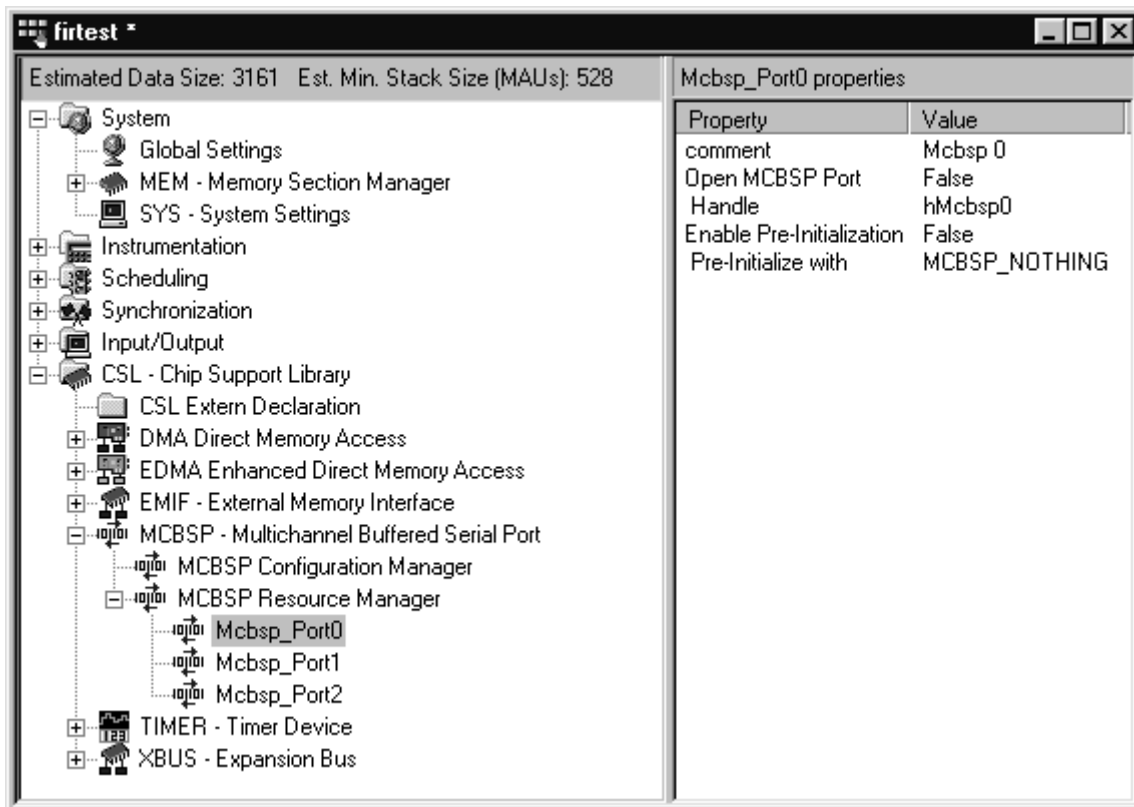 firtest *
Estimated Data Size: 3161 Est. Min. Stack Size (MAUs): 528
System
Global Settings
MEM - Memory Section Manager
SYS - System Settings
Instrumentation
Scheduling
Synchronization
Input/Output
CSL - Chip Support Library
CSL Extern Declaration
DMA Direct Memory Access
EDMA Enhanced Direct Memory Access
EMIF - External Memory Interface
MCBSP - Multichannel Buffered Serial Port
MCBSP Configuration Manager
MCBSP Resource Manager
Mcbsp_Port0
Mcbsp_Port1
Mcbsp_Port2
TIMER - Timer Device
XBUS - Expansion Bus
Mcbsp_Port0 properties
Property Value
comment Mcbsp 0
Open MCBSP Port False
Handle hMcbsp0
Enable Pre-Initialization False
Pre-Initialize with MCBSP_NOTHING